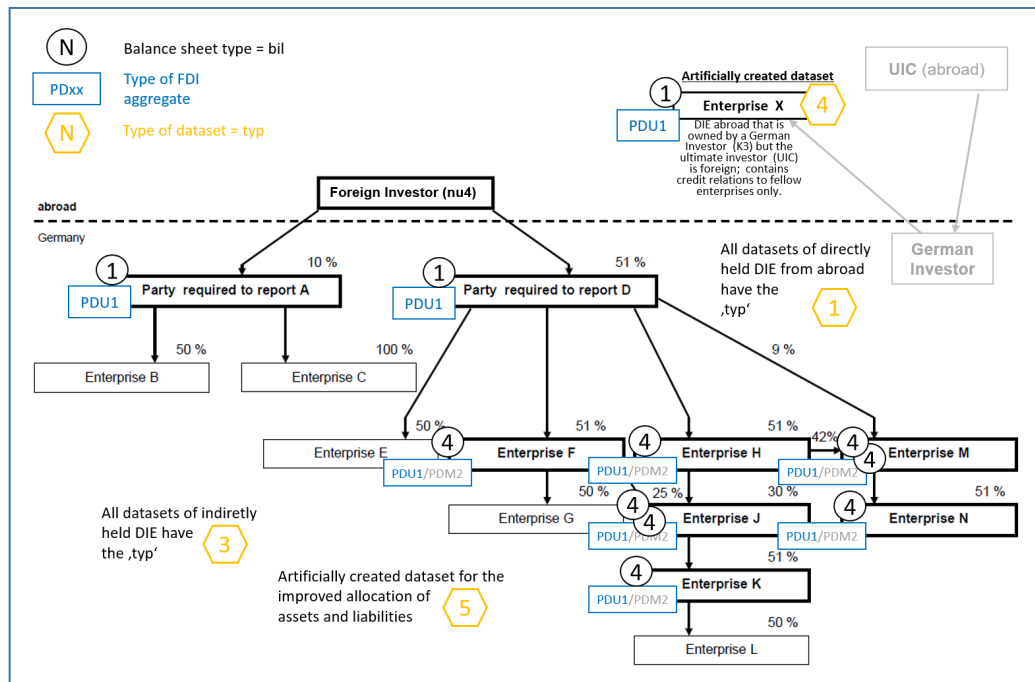 N
Balance sheet type = bil
PDxx
Type of FDI
aggregate
N
Type of dataset = typ
Artificially created dataset
1
Enterprise X
4
PDU1
DIE abroad that is
owned by a German
Investor (K3) but the
ultimate investor (UIC)
is foreign; contains
credit relations to fellow
enterprises only.
UIC (abroad)
Foreign Investor (nu4)
abroad
Germany
German
Investor
All datasets of directly
held DIE from abroad
have the
‚typ‘
1
10 %
1
Party required to report A
PDU1
51 %
1
Party required to report D
PDU1
50 %
Enterprise B
100 %
Enterprise C
9 %
50 %
Enterprise E
51 %
4
Enterprise F
PDU1/PDM2
51 %
4
Enterprise H
PDU1/PDM2
42%
4
4
Enterprise M
PDU1/PDM2
50 %
Enterprise G
25 %
30 %
4
4
Enterprise J
PDU1/PDM2
51 %
4
Enterprise N
PDU1/PDM2
All datasets of indiretly
held DIE have
the ‚typ‘
3
51 %
4
Enterprise K
PDU1/PDM2
Artificially created dataset for the
improved allocation of
assets and liabilities
5
50 %
Enterprise L